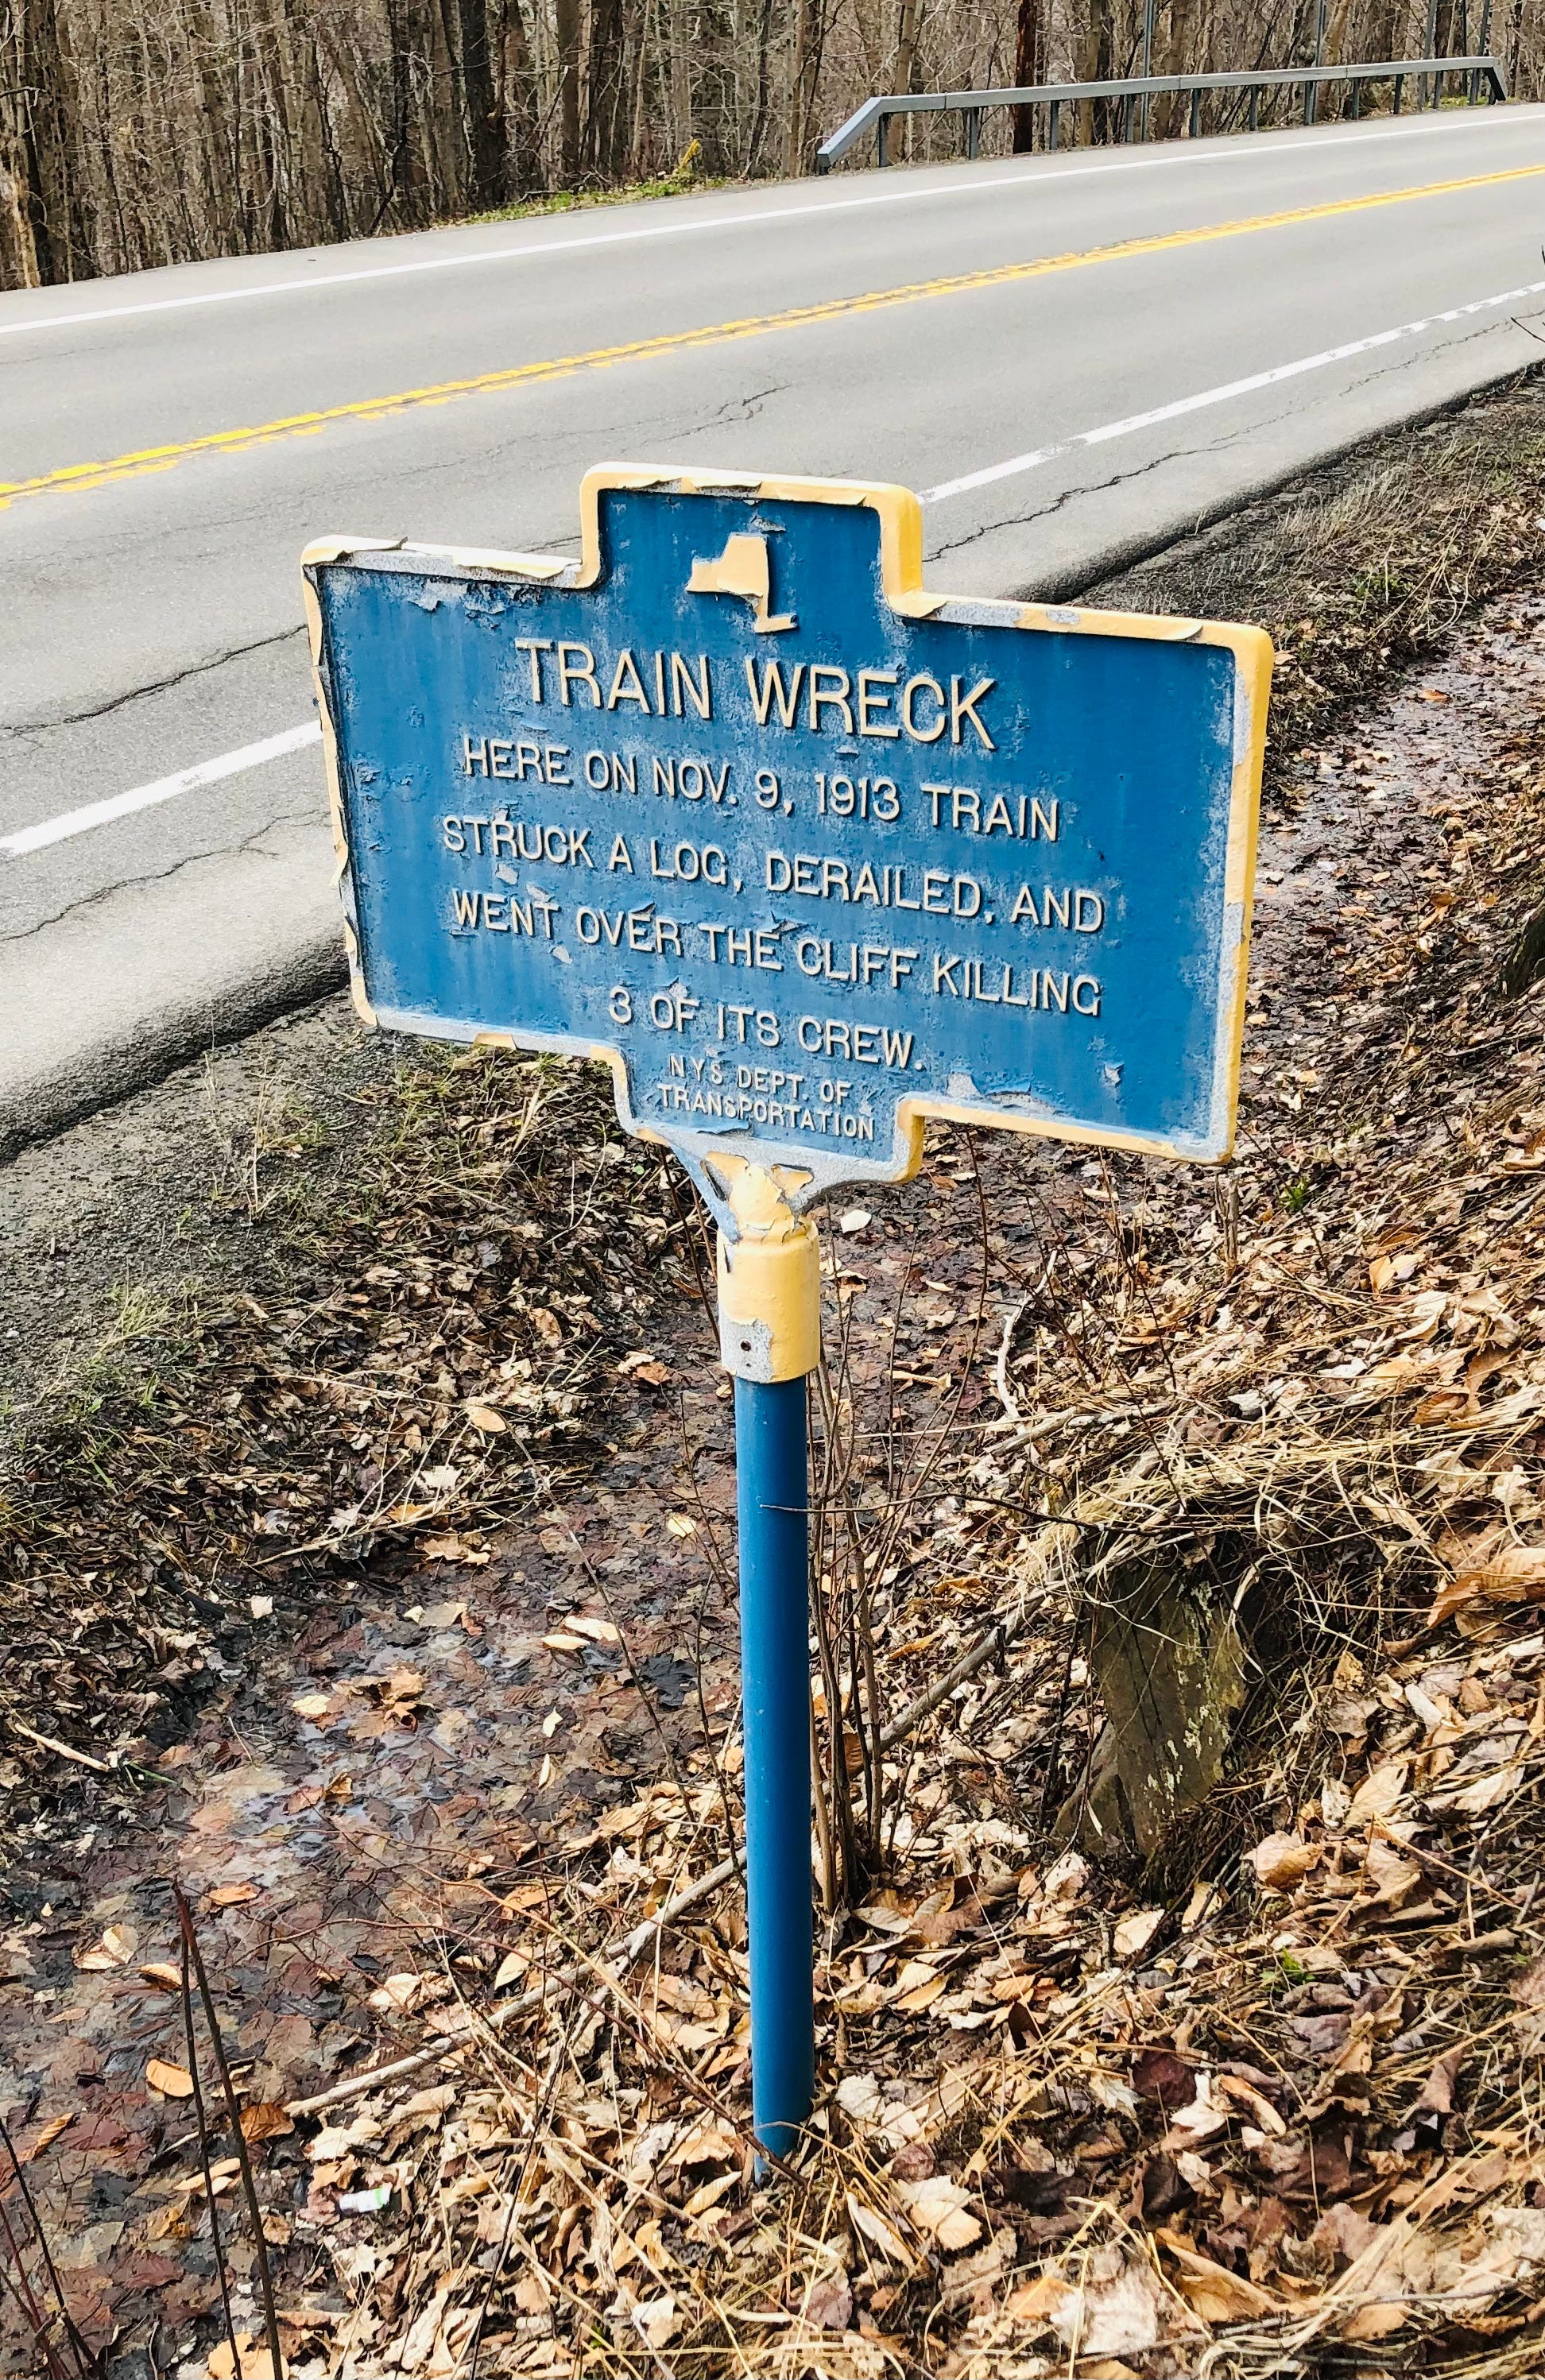 TRAIN WRECK
HERE ON NOV. 9, 1913 TRAIN
STRUCK A LOG, DERAILED, AND
WENT OVER THE CLIFF KILLING
3 OF ITS CREW.
NYS DEPT. OF
TRANSPORTATION